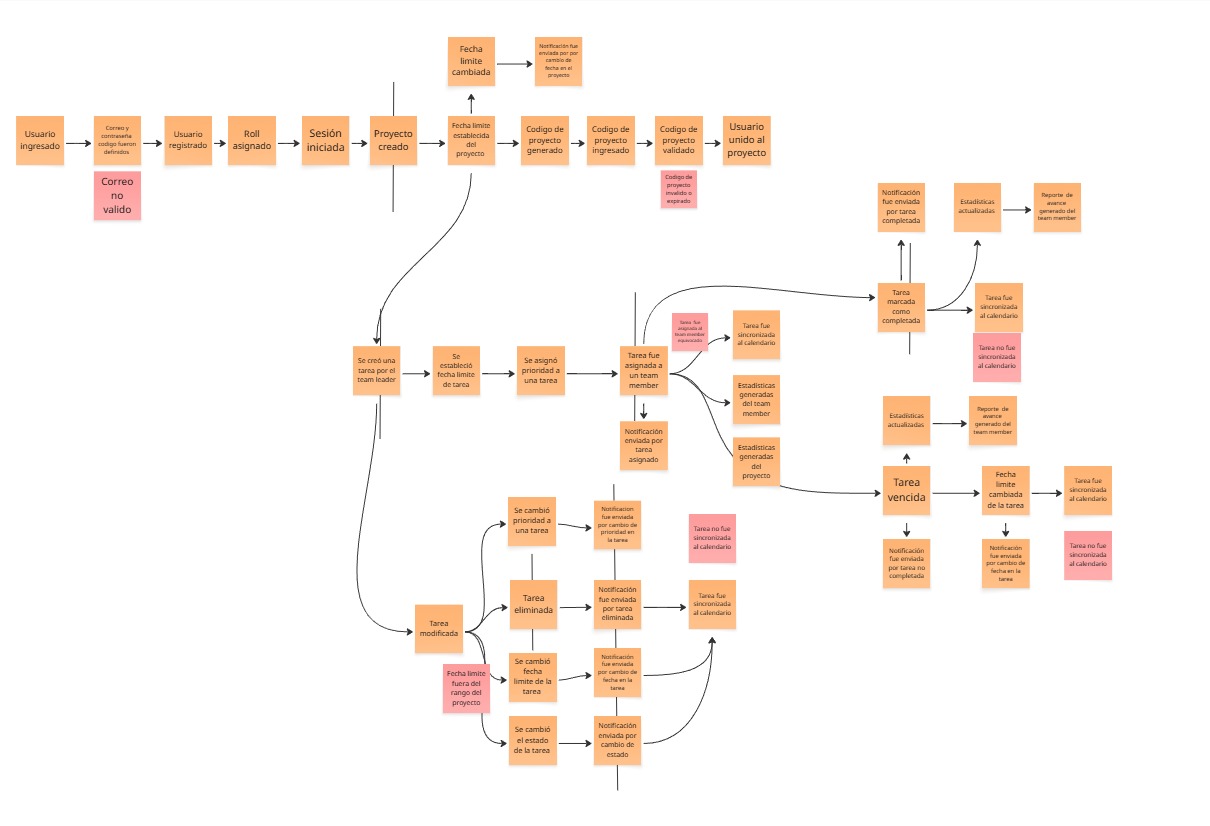 Fecha
limite
cambiada
Notificación fue
enviada por por
cambio de
fecha en el
proyecto
Usuario
ingresado
Correo y
contraseña
codigo fueron
definidos
Usuario
registrado
Roll
asignado
Sesión
iniciada
Proyecto
creado
Fecha limite
establecida
del
proyecto
Codigo de
proyecto
generado
Codigo de
proyecto
ingresado
Codigo de
proyecto
validado
Usuario
unido al
proyecto
Correo
no
valido
Codigo de
proyecto
invalido o
expirado
Notificación
fue enviada
por tarea
completada
Estadísticas
actualizadas
Reporte de
avance
generado del
team member
Tarea
marcada
como
completada
Tarea fue
sincronizada
al calendario
Tarea no fue
sincronizada
al calendario
Se creó una
tarea por el
team leader
Se
estableció
fecha limite
de tarea
Se asignó
prioridad a
una tarea
Tarea fue
asignada a
un team
member
Tarea fue
asignada al
team member
equivocado
Tarea fue
sincronizada
al calendario
Estadísticas
generadas
del team
member
Estadísticas
generadas
del
proyecto
Notificación
enviada por
tarea
asignado
Estadísticas
actualizadas
Reporte de
avance
generado del
team member
Tarea
vencida
Fecha
limite
cambiada
de la tarea
Tarea fue
sincronizada
al calendario
Notificación
fue enviada
por tarea no
completada
Notificación fue
enviada por
cambio de
fecha en la
tarea
Tarea no fue
sincronizada
al calendario
Se cambió
prioridad a
una tarea
Notificacion
fue enviada
por cambio de
prioridad en
la tarea
Tarea no fue
sincronizada
al calendario
Tarea
eliminada
Notificación
fue enviada
por tarea
eliminada
Tarea fue
sincronizada
al calendario
Tarea
modificada
Fecha limite
fuera del
rango del
proyecto
Se cambió
fecha
limite de la
tarea
Notificación
fue enviada
por cambio de
fecha en la
tarea
Se cambió
el estado
de la tarea
Notificación
enviada por
cambio de
estado